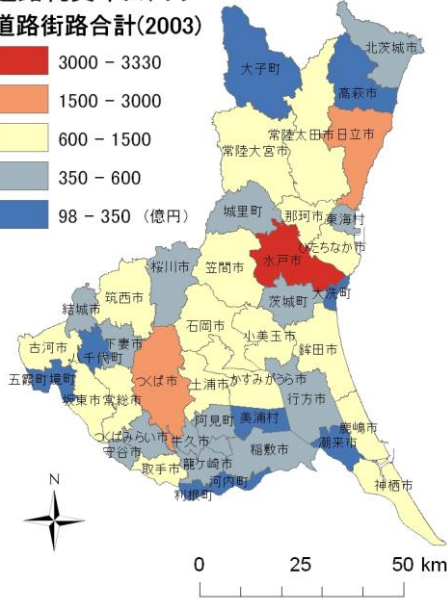 道路街路合計(2003)
3000 - 3330
1500 - 3000
600 - 1500
350 - 600
98 - 350 (億円)
北茨城市
大子町
高萩市
常陸太田市
日立市
常陸大宮市
城里町
那珂市
東海村
ひたちなか市
水戸市
笠間市
桜川市
大洗町
茨城町
筑西市
結城市
石岡市
小美玉市
鉾田市
下妻市
八千代町
古河市
つくば市
土浦市
かすみがうら市
五霞町
境町
行方市
坂東市
常総市
鹿嶋市
阿見町
美浦村
潮来市
つくばみらい市
牛久市
守谷市
稲敷市
龍ケ崎市
取手市
河内町
神栖市
利根町
N
0 25 50 km